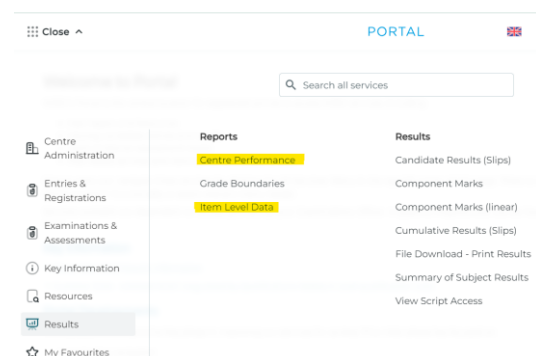 Close
PORTAL
Search all services
Centre
Administration
Entries &
Registrations
Examinations &
Assessments
Key Information
Resources
Results
My Favourites
Reports
Centre Performance
Grade Boundaries
Item Level Data
Results
Candidate Results (Slips)
Component Marks
Component Marks (linear)
Cumulative Results (Slips)
File Download - Print Results
Summary of Subject Results
View Script Access